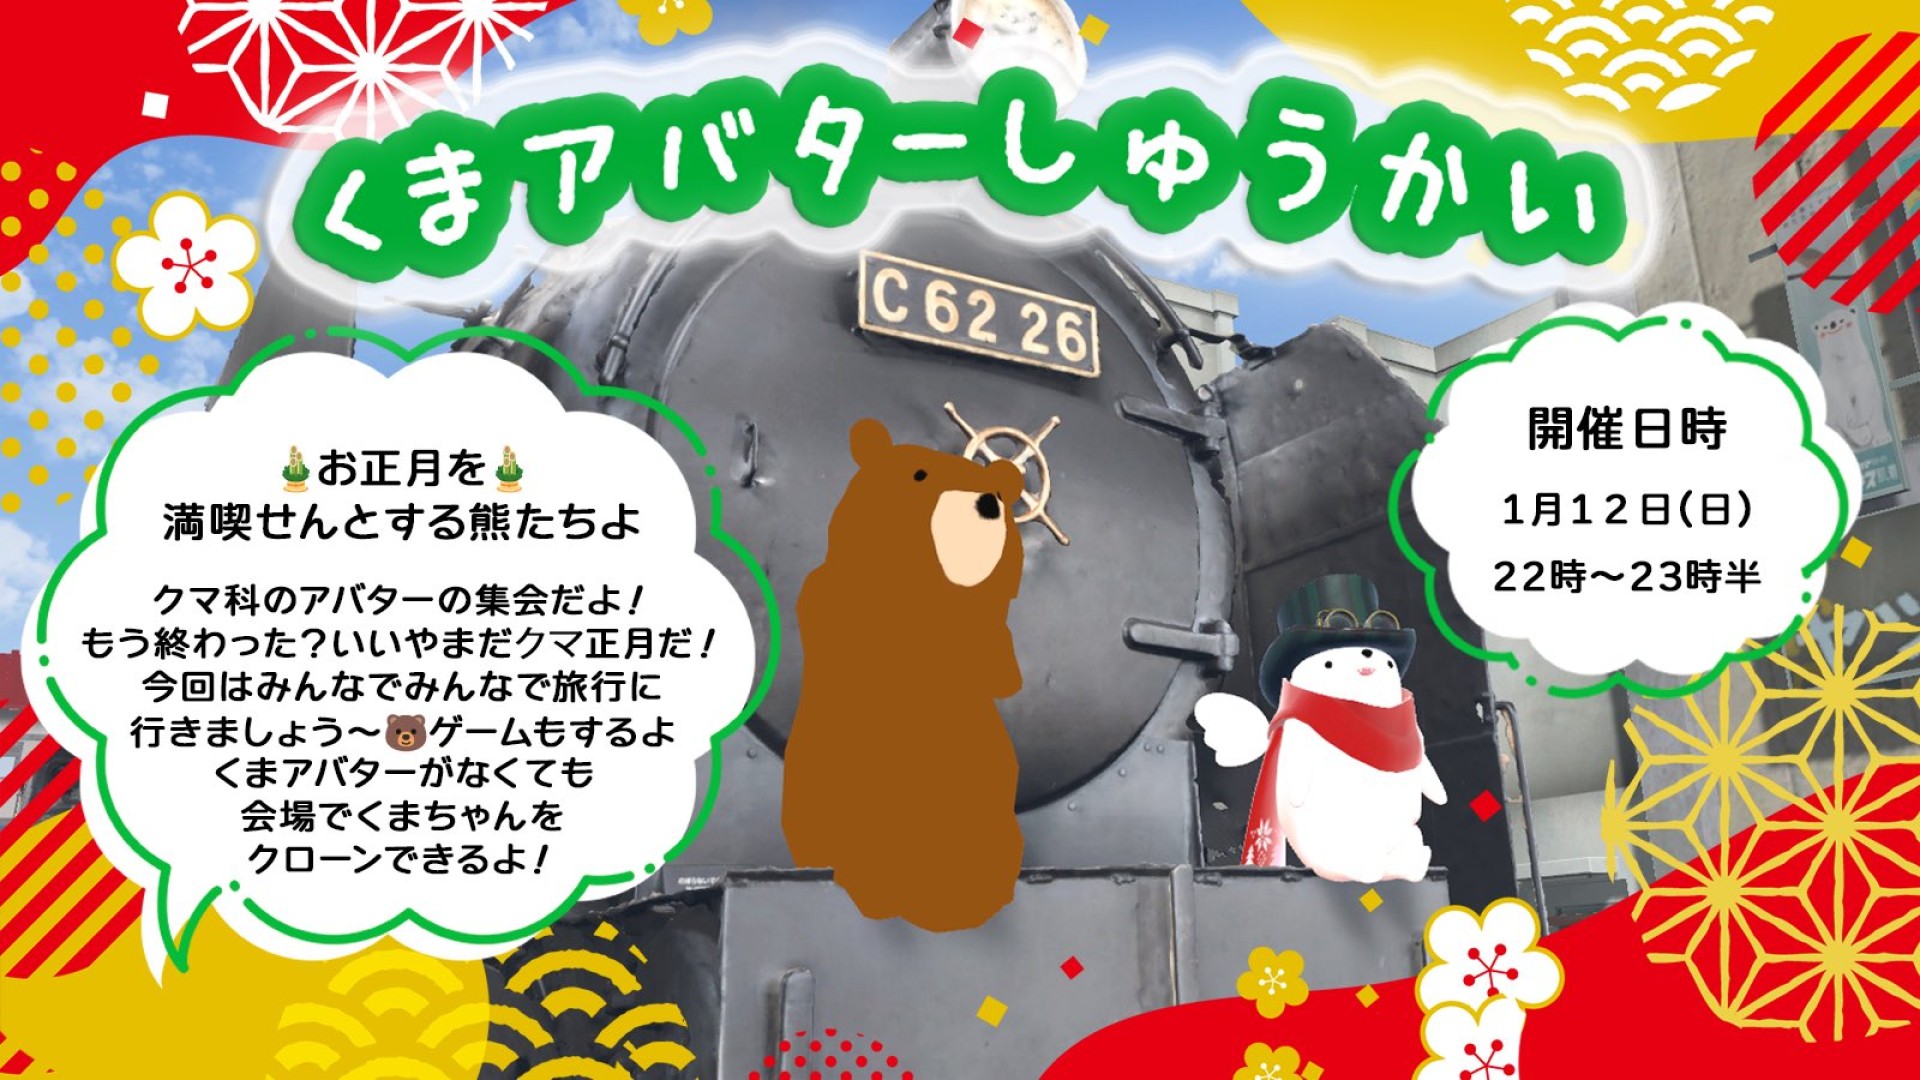 くまアバターしゅうかい
C62 26
お正月を
満喫せんとする熊たちよ
クマ科のアバターの集会だよ！
もう終わった？いいやまだクマ正月だ！
今回はみんなでみんなで旅行に
行きましょう～🐻ゲームもするよ
くまアバターがなくても
会場でくまちゃんを
クローンできるよ！
開催日時
1月12日(日)
22時～23時半